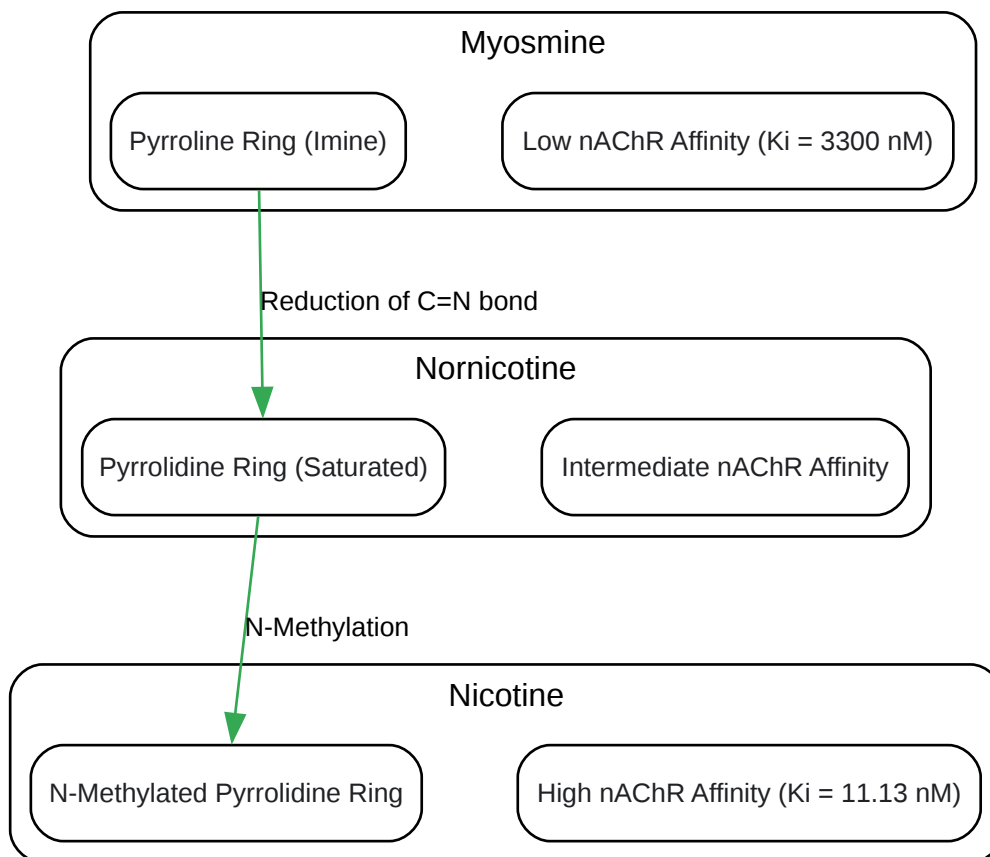 Myosmine
Pyrroline Ring (Imine)
Low nAChR Affinity (Ki = 3300 nM)
Reduction of C=N bond
Nornicotine
Pyrrolidine Ring (Saturated)
Intermediate nAChR Affinity
N-Methylation
Nicotine
N-Methylated Pyrrolidine Ring
High nAChR Affinity (Ki = 11.13 nM)